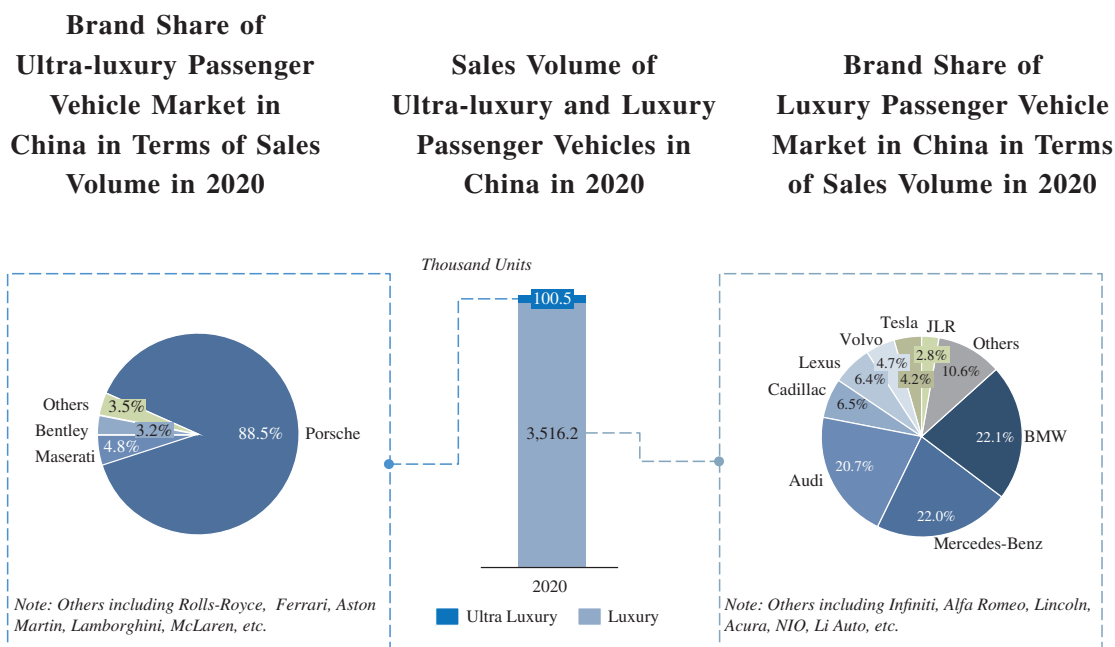 Brand Share of
Ultra-luxury Passenger
Vehicle Market in
China in Terms of Sales
Volume in 2020
Others
Bentley
Maserati
3.5%
3.2%
4.8%
88.5%
Porsche
Note: Others including Rolls-Royce, Ferrari, Aston
Martin, Lamborghini, McLaren, etc.
Sales Volume of
Ultra-luxury and Luxury
Passenger Vehicles in
China in 2020
Thousand Units
100.5
3,516.2
2020
Ultra Luxury
Luxury
Brand Share of
Luxury Passenger Vehicle
Market in China in Terms
of Sales Volume in 2020
Tesla
JLR
Volvo
Others
Lexus
Cadillac
Audi
BMW
Mercedes-Benz
4.7%
2.8%
4.2%
10.6%
6.4%
6.5%
20.7%
22.1%
22.0%
Note: Others including Infiniti, Alfa Romeo, Lincoln,
Acura, NIO, Li Auto, etc.